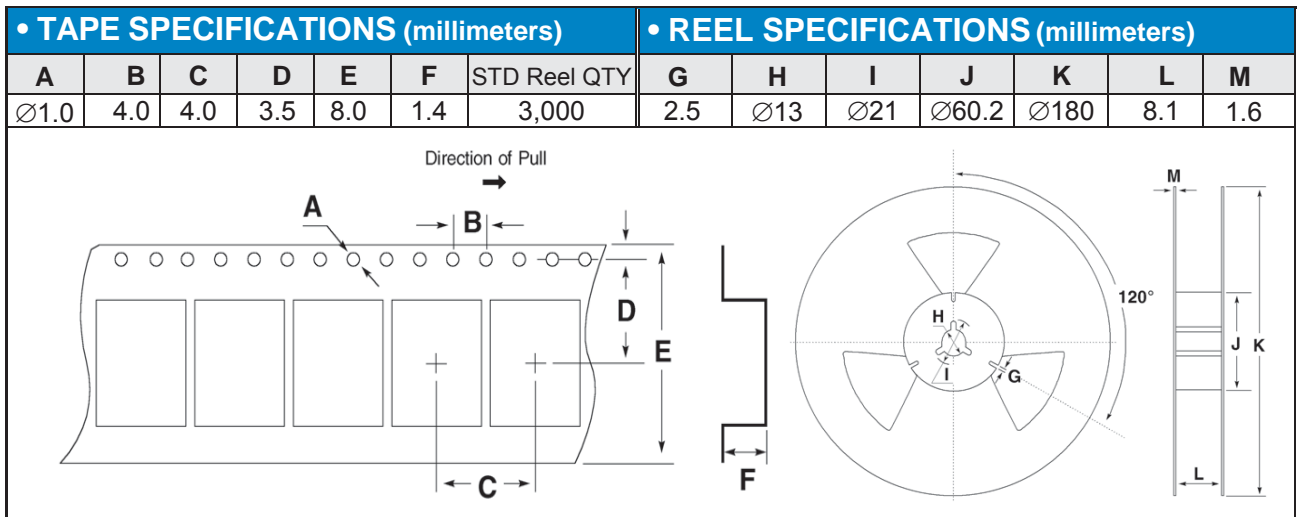 • TAPE SPECIFICATIONS (millimeters)
• REEL SPECIFICATIONS (millimeters)
A B C D E F STD Reel QTY G H I J K L M
∅1.0 4.0 4.0 3.5 8.0 1.4 3,000 2.5 ∅13 ∅21 ∅60.2 ∅180 8.1 1.6
Direction of Pull
A
B
D
E
C
F
H
I
G
120°
M
J
K
L